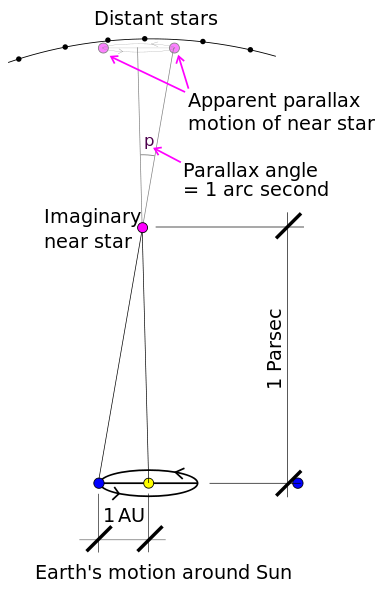 Distant stars
Apparent parallax
motion of near star
p
Parallax angle
= 1 arc second
Imaginary
near star
1 Parsec
1 AU
Earth's motion around Sun